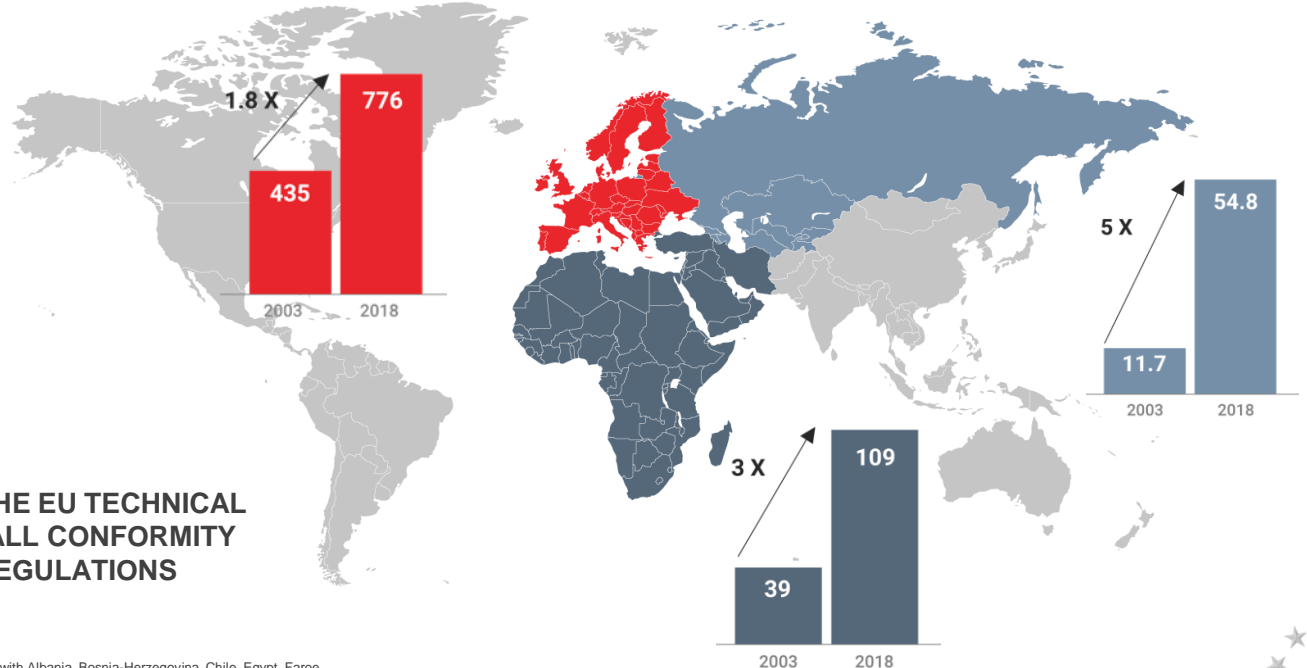 1.8 X
776
435
2003 2018
5 X
54.8
11.7
2003 2018
3 X
109
39
2003 2018
HE EU TECHNICAL
ALL CONFORMITY
EGULATIONS
with Albania, Bosnia-Herzegovina, Chile, Egypt, Faroe